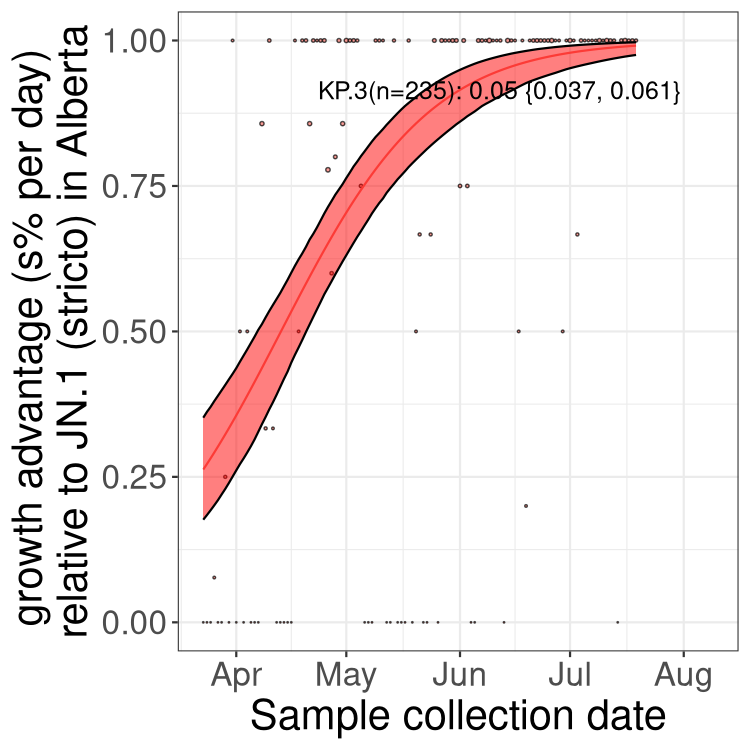 growth advantage (s% per day)
relative to JN.1 (stricto) in Alberta
1.00
0.75
0.50
0.25
0.00
KP.3(n=235): 0.05 {0.037, 0.061}
Apr May Jun Jul Aug
Sample collection date